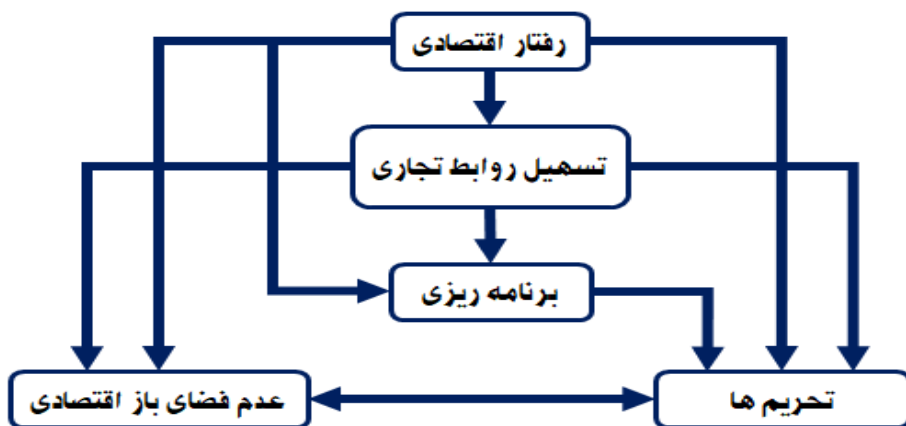 رفتار اقتصادی
تسهیل روابط تجاری
برنامه ریزی
عدم فضای باز اقتصادی
تحریم ها